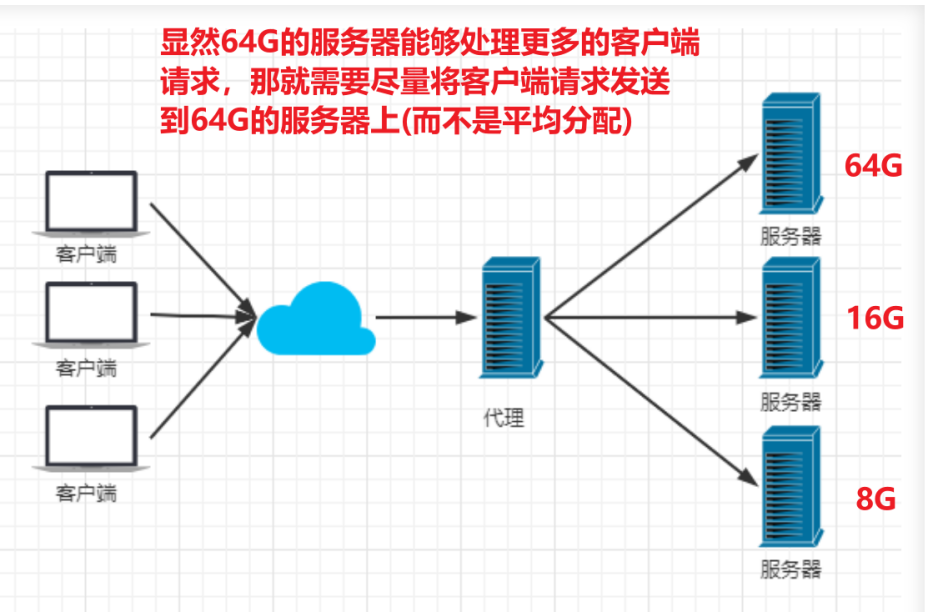 显然64G的服务器能够处理更多的客户端
请求，那就需要尽量将客户端请求发送
到64G的服务器上(而不是平均分配)
64G
服务器
客户端
16G
客户端
服务器
代理
8G
客户端
服务器